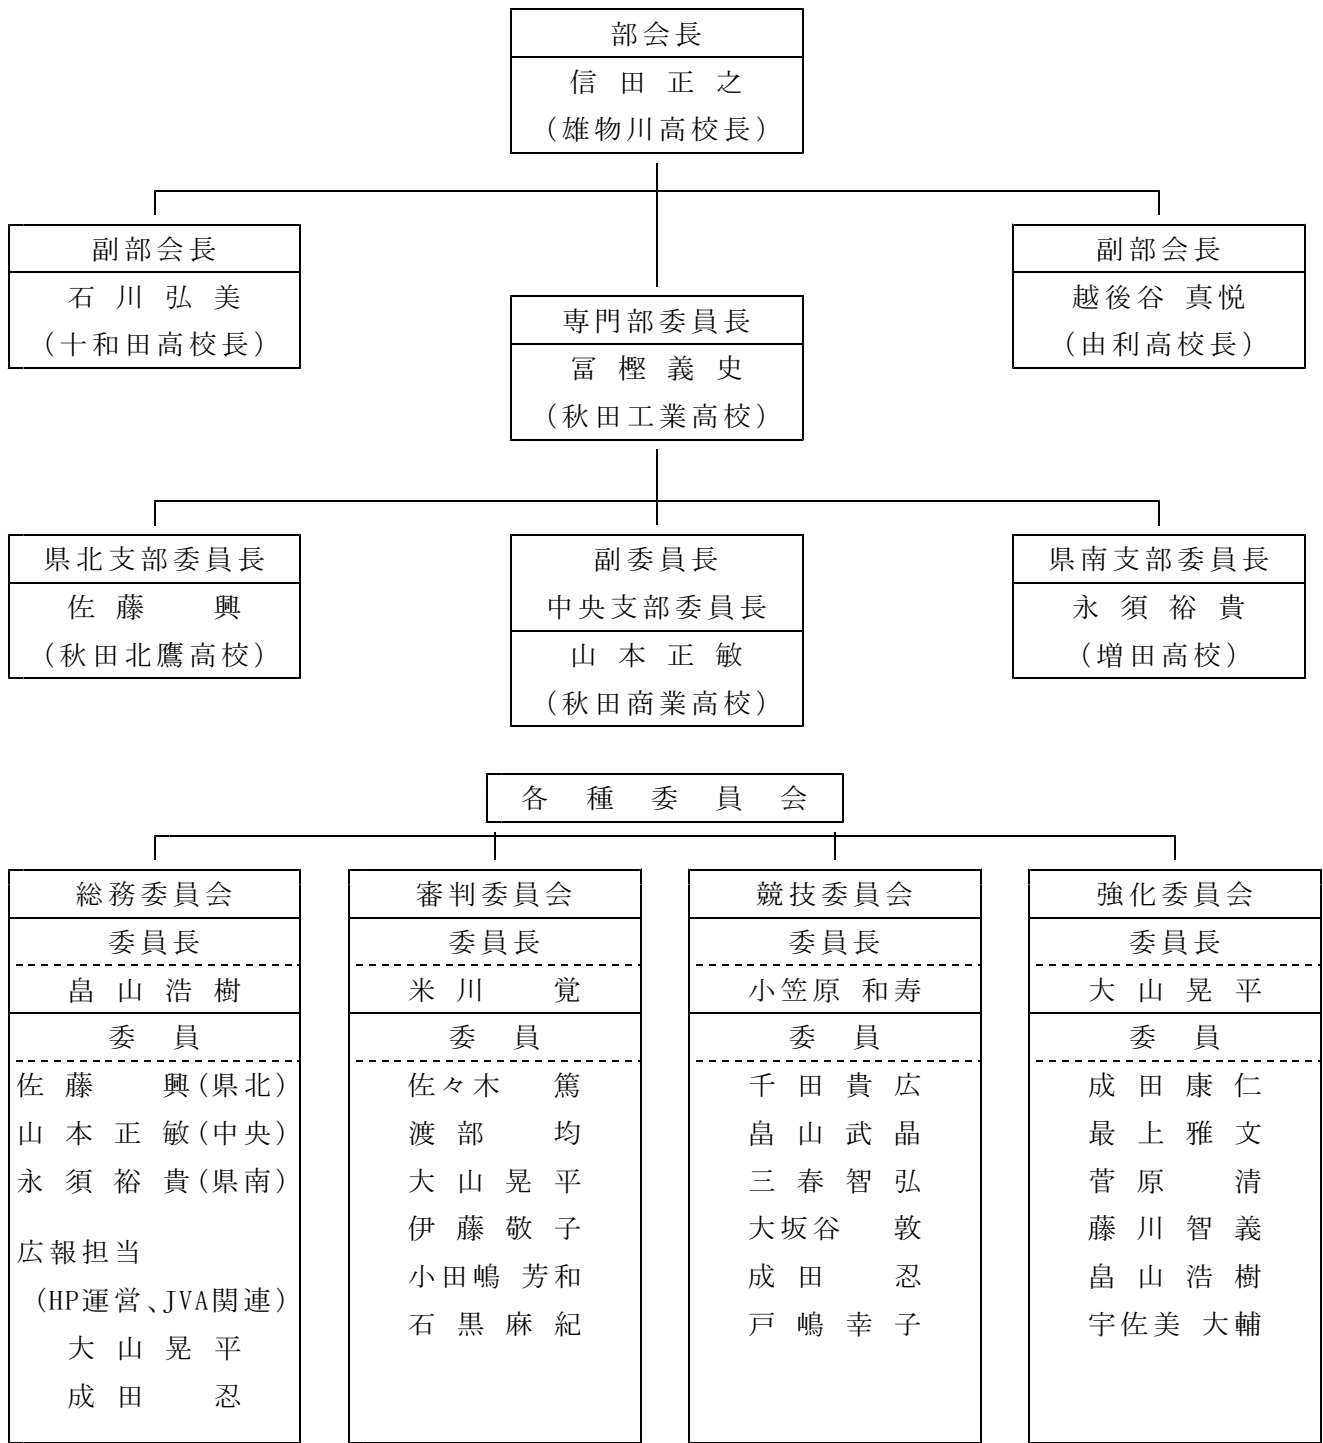 部会長
信田正之
(雄物川高校長)
副部会長
石川弘美
(十和田高校長)
副部会長
越後谷 真悦
(由利高校長)
専門部委員長
冨樫義史
(秋田工業高校)
県北支部委員長
佐藤 興
(秋田北鷹高校)
副委員長
中央支部委員長
山本正敏
(秋田商業高校)
県南支部委員長
永須裕貴
(増田高校)
各種委員会
総務委員会
委員長
畠山浩樹
委員
佐藤 興(県北)
山本正敏(中央)
永須裕貴(県南)
広報担当
(HP運営、JVA関連)
大山晃平
成田 忍
審判委員会
委員長
米川 覚
委員
佐々木 篤
渡部 均
大山晃平
伊藤敬子
小田嶋 芳和
石黒麻紀
競技委員会
委員長
小笠原 和寿
委員
千田貴広
畠山武晶
三春智弘
大坂谷 敦
成田 忍
戸嶋幸子
強化委員会
委員長
大山晃平
委員
成田康仁
最上雅文
菅原 清
藤川智義
畠山浩樹
宇佐美 大輔